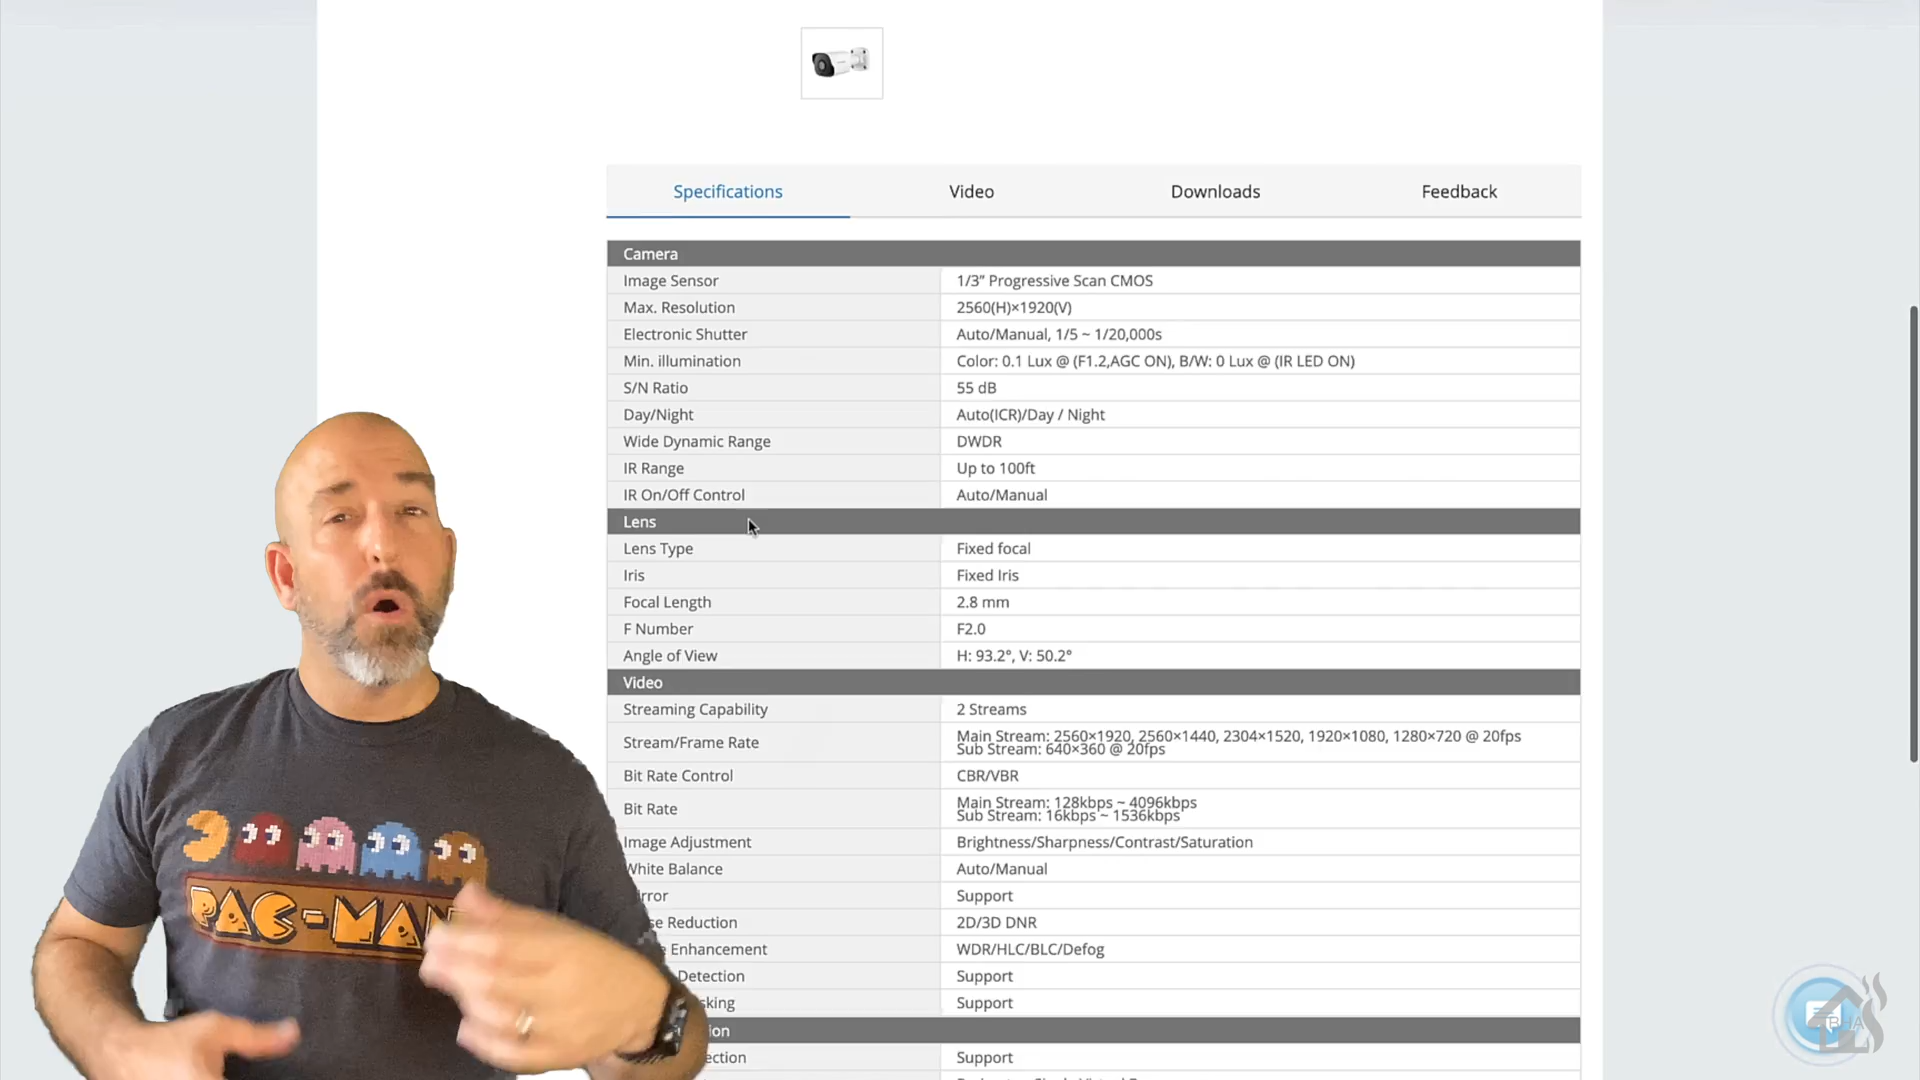 Specifications Video Downloads Feedback
Camera
Image Sensor 1/3” Progressive Scan CMOS
Max. Resolution 2560(H)×1920(V)
Electronic Shutter Auto/Manual, 1/5 ~ 1/20,000s
Min. illumination Color: 0.1 Lux @ (F1.2,AGC ON), B/W: 0 Lux @ (IR LED ON)
S/N Ratio 55 dB
Day/Night Auto(ICR)/Day / Night
Wide Dynamic Range DWDR
IR Range Up to 100ft
IR On/Off Control Auto/Manual
Lens
Lens Type Fixed focal
Iris Fixed Iris
Focal Length 2.8 mm
F Number F2.0
Angle of View H: 93.2°, V: 50.2°
Video
Streaming Capability 2 Streams
Stream/Frame Rate Main Stream: 2560×1920, 2560×1440, 2304×1520, 1920×1080, 1280×720 @ 20fps
Sub Stream: 640×360 @ 20fps
Bit Rate Control CBR/VBR
Bit Rate Main Stream: 128kbps ~ 4096kbps
Sub Stream: 16kbps ~ 1536kbps
Image Adjustment Brightness/Sharpness/Contrast/Saturation
White Balance Auto/Manual
rror Support
se Reduction 2D/3D DNR
e Enhancement WDR/HLC/BLC/Defog
Detection Support
sking Support
ion
ection Support
PAC-MAN
BHA